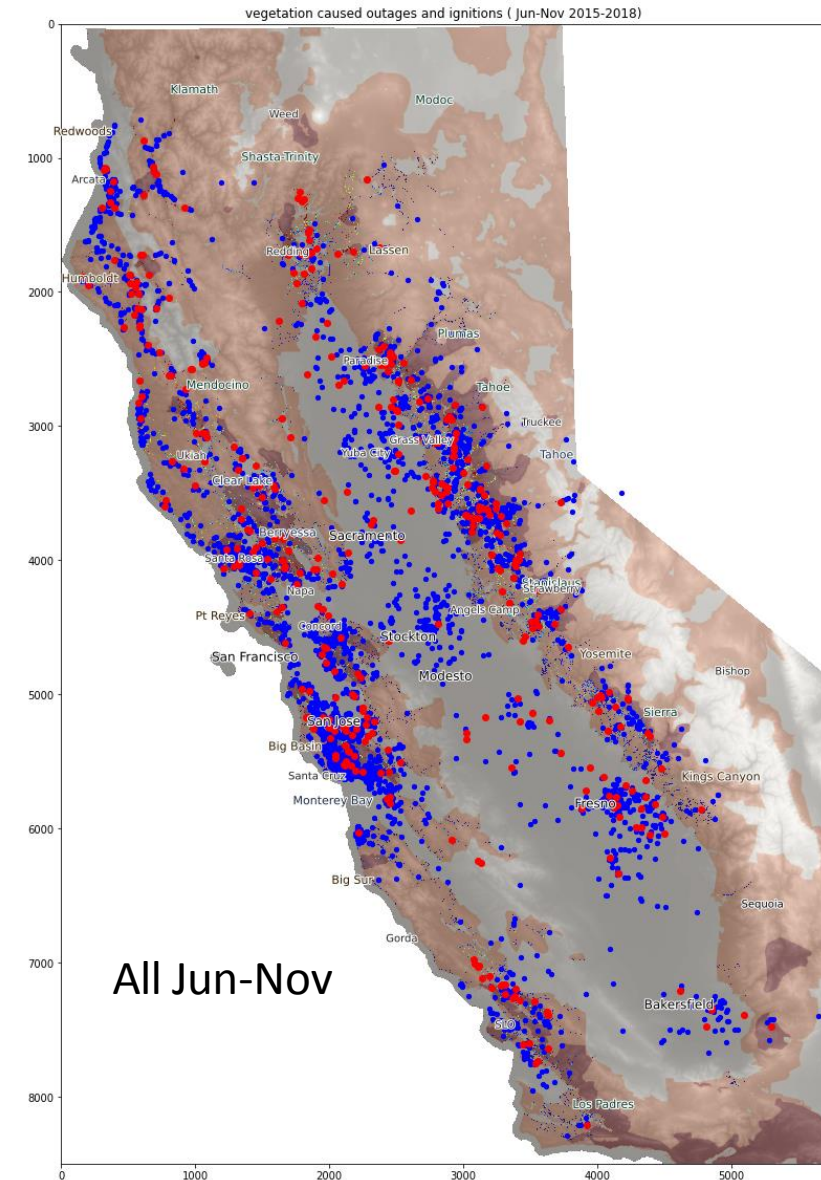 vegetation caused outages and ignitions ( Jun-Nov 2015-2018)
0
Klamath
Weed
Modoc
Redwoods
1000
Shasta-Trinity
Arcata
Redding
Lassen
Humboldt
2000
Plumas
Paradise
Mendocino
Tahoe
3000
Truckee
Grass Valley
Yuba City
Ukiah
Tahoe
Clear Lake
Berryessa
Sacramento
4000
Santa Rosa
Stanislaus
Strawberry
Napa
Angels Camp
Pt Reyes
Concord
Stockton
San Francisco
Yosemite
Modesto
Bishop
5000
San Jose
Sierra
Big Basin
Santa Cruz
Kings Canyon
Monterey Bay
Fresno
6000
Big Sur
Sequoia
Gorda
7000
All Jun-Nov
Bakersfield
SLO
8000
Los Padres
0 1000 2000 3000 4000 5000